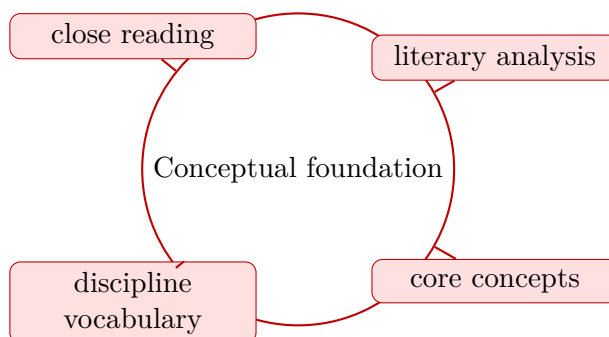 close reading
literary analysis
Conceptual foundation
discipline
vocabulary
core concepts